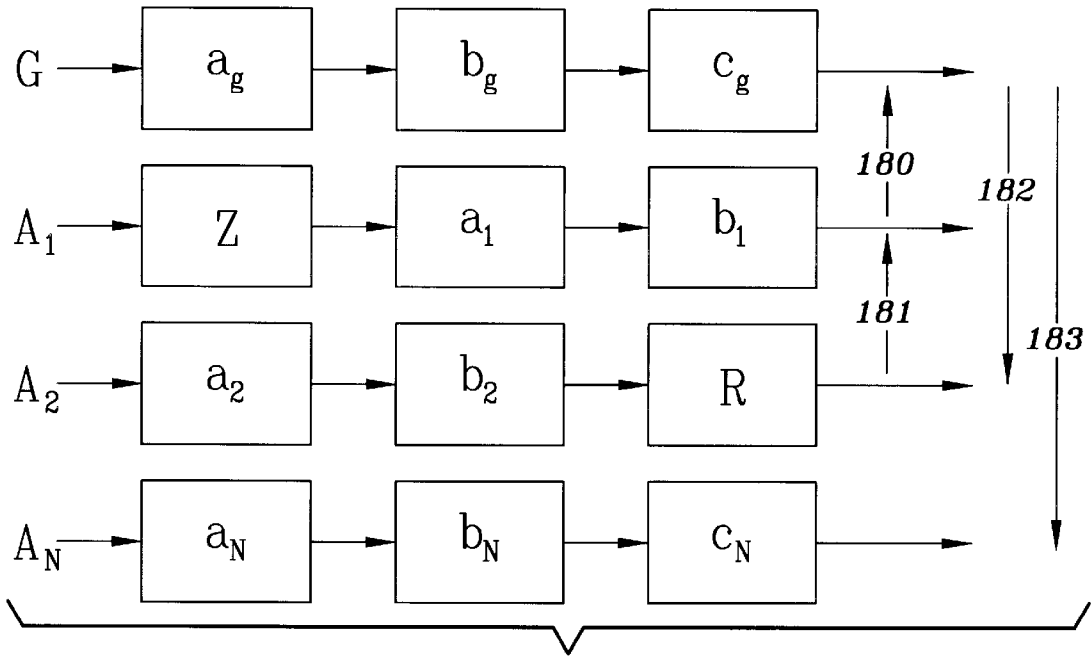 G a_g b_g c_g
180
182
A_1 Z a_1 b_1
181
183
A_2 a_2 b_2 R
A_N a_N b_N c_N